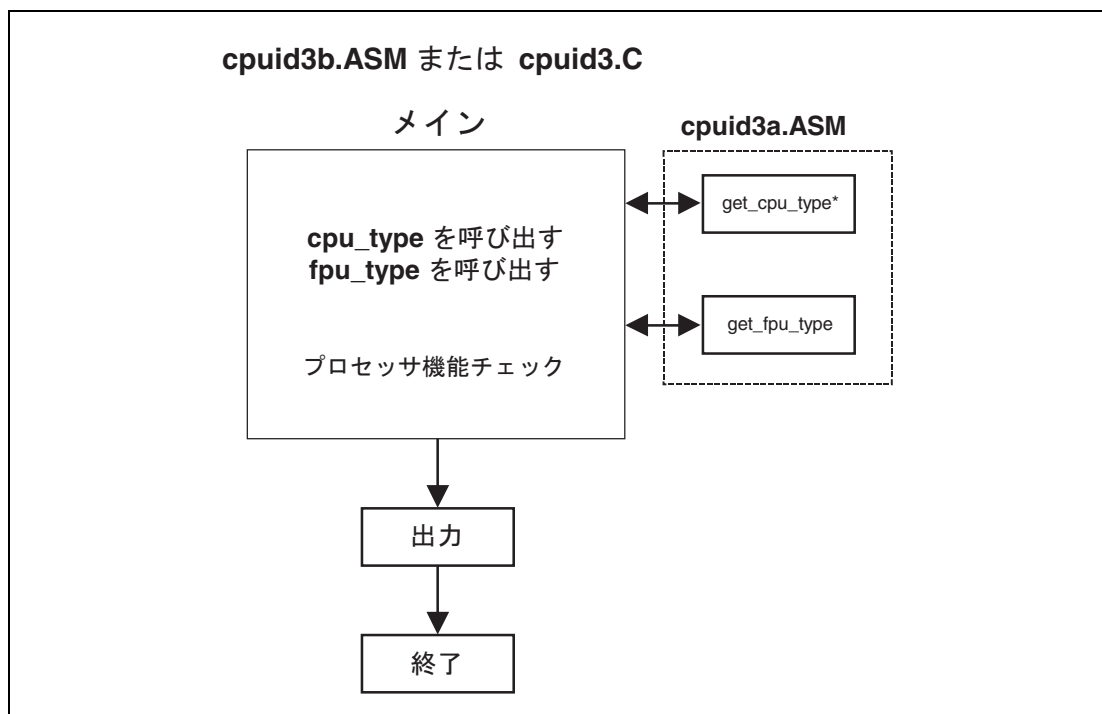 cpuid3b.ASM または cpuid3.C
メイン
cpuid3a.ASM
cpu_type を呼び出す
fpu_type を呼び出す
プロセッサ機能チェック
get_cpu_type*
get_fpu_type
出力
終了